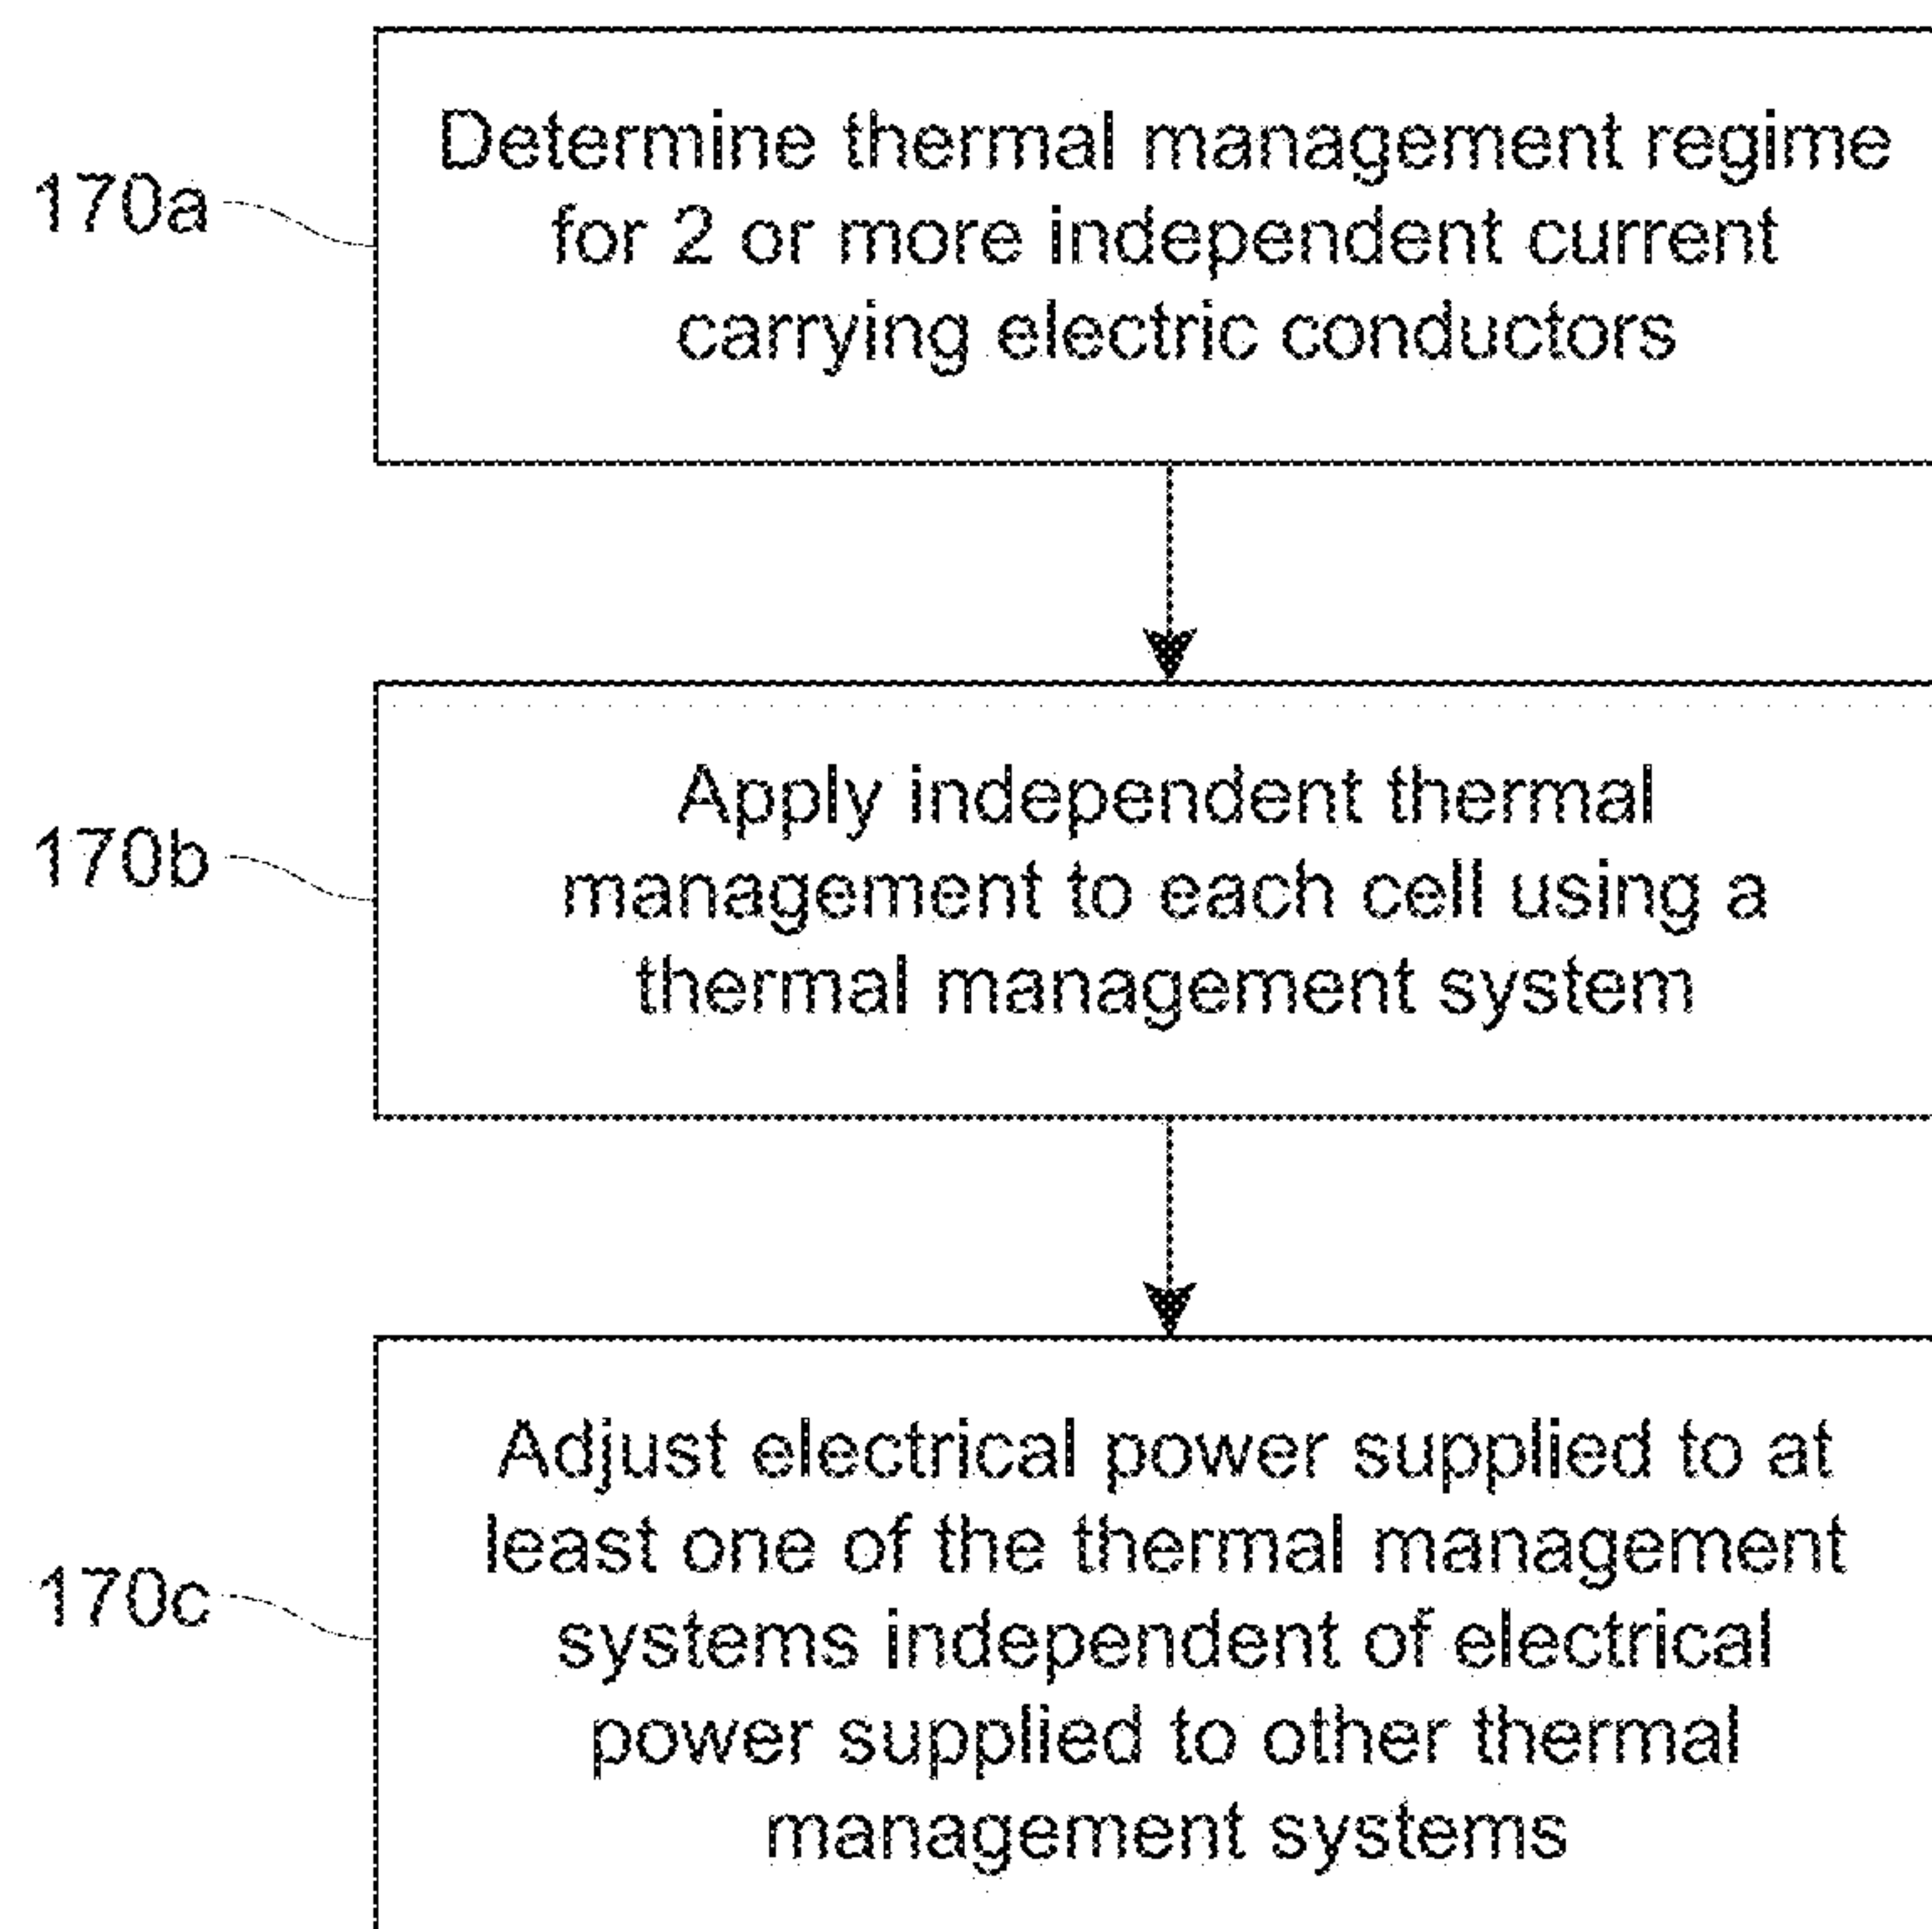 170a
Determine thermal management regime
for 2 or more independent current
carrying electric conductors
170b
Apply independent thermal
management to each cell using a
thermal management system
170c
Adjust electrical power supplied to at
least one of the thermal management
systems independent of electrical
power supplied to other thermal
management systems